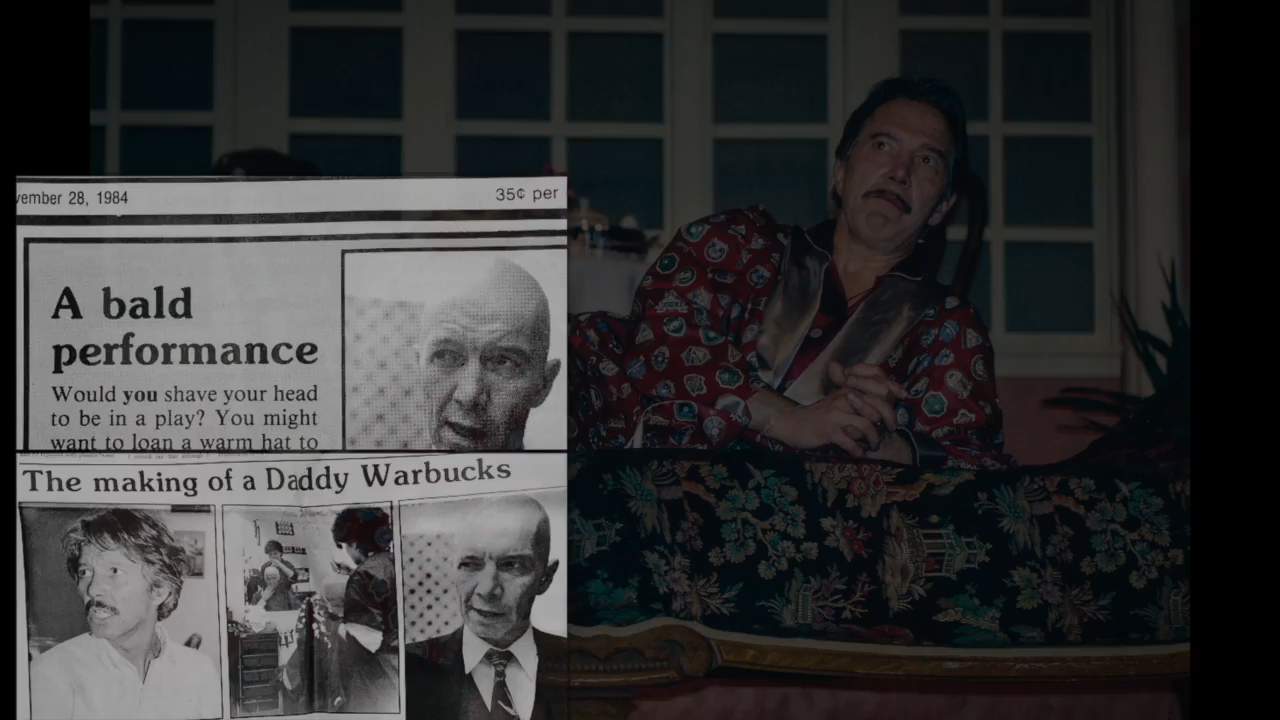 vember 28, 1984
35¢ per
A bald
performance
Would you shave your head
to be in a play? You might
want to loan a warm hat to
The making of a Daddy Warbucks